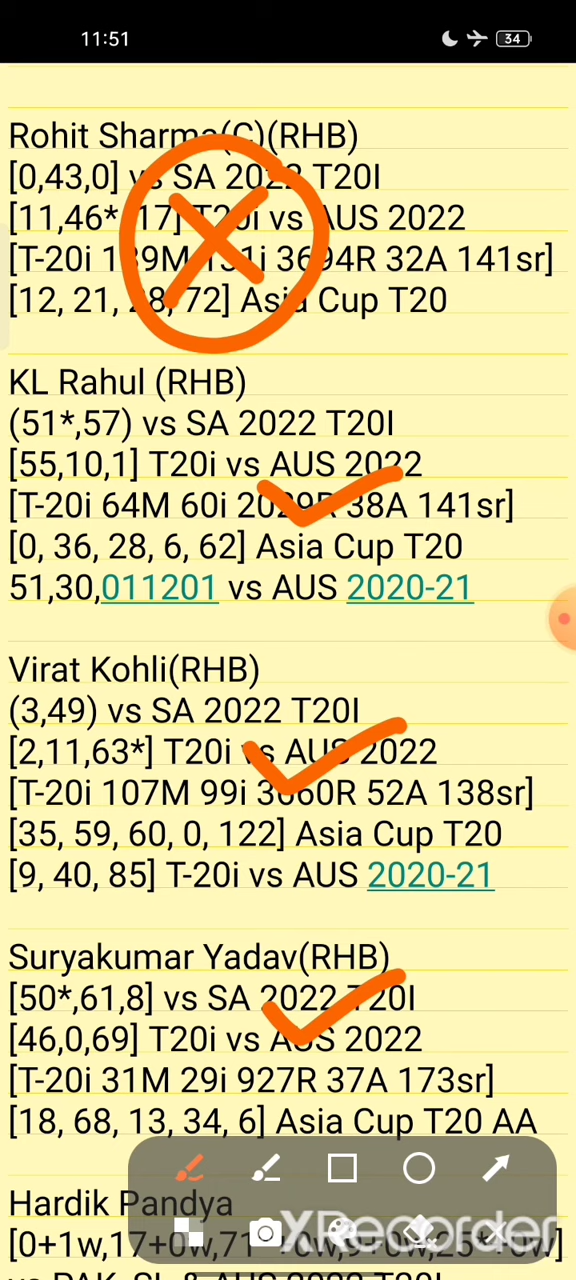 11:51
34
Rohit Sharma(C)(RHB)
[0,43,0] vs SA 2022 T20I
[11,46*,17] T20i vs AUS 2022
[T-20i 139M 131i 3694R 32A 141sr]
[12, 21, 28, 72] Asia Cup T20
KL Rahul (RHB)
(51*,57) vs SA 2022 T20I
[55,10,1] T20i vs AUS 2022
[T-20i 64M 60i 2029R 38A 141sr]
[0, 36, 28, 6, 62] Asia Cup T20
51,30,011201 vs AUS 2020-21
Virat Kohli(RHB)
(3,49) vs SA 2022 T20I
[2,11,63*] T20i vs AUS 2022
[T-20i 107M 99i 3660R 52A 138sr]
[35, 59, 60, 0, 122] Asia Cup T20
[9, 40, 85] T-20i vs AUS 2020-21
Suryakumar Yadav(RHB)
[50*,61,8] vs SA 2022 T20I
[46,0,69] T20i vs AUS 2022
[T-20i 31M 29i 927R 37A 173sr]
[18, 68, 13, 34, 6] Asia Cup T20 AA
Hardik Pandya
[0+1w,17+0w,71
XRecorder